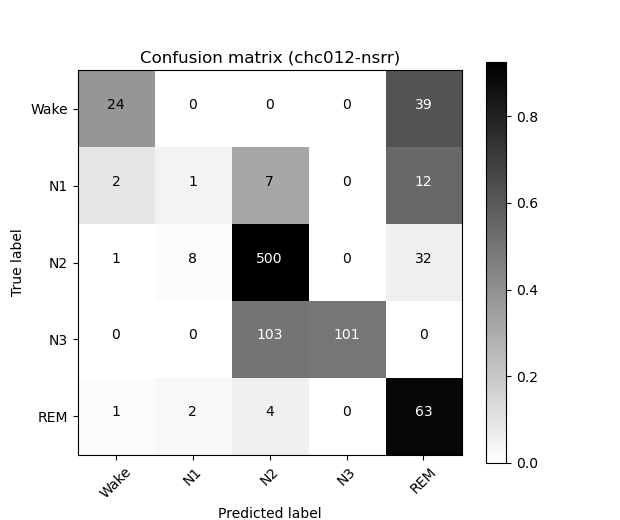 Confusion matrix (chc012-nsrr)
True label
Wake 24 0 0 0 39
N1 2 1 7 0 12
N2 1 8 500 0 32
N3 0 0 103 101 0
REM 1 2 4 0 63
Wake N1 N2 N3 REM
Predicted label
0.8
0.6
0.4
0.2
0.0